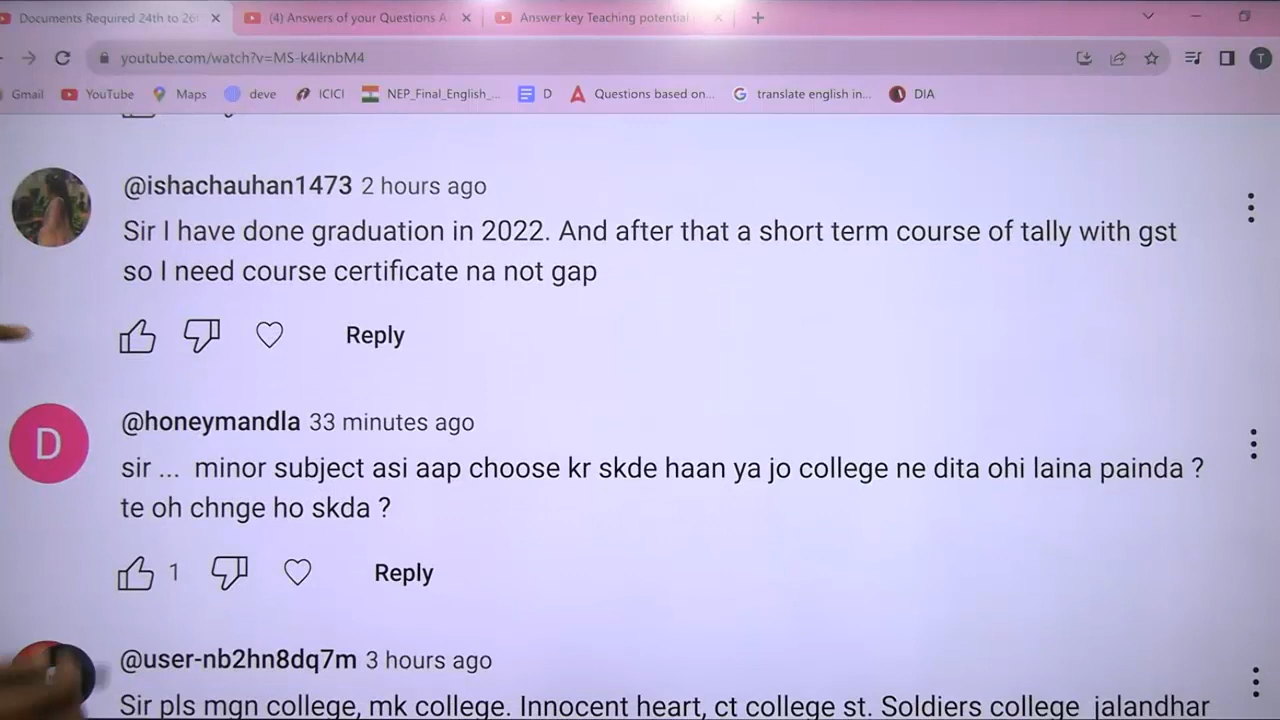 Documents Required 24th to 26
(4) Answers of your Questions A
Answer key Teaching potential
youtube.com/watch?v=MS-k4IknbM4
T
Gmail
YouTube
Maps
deve
ICICI
NEP_Final_English_...
D
Questions based on...
translate english in...
DIA
@ishachauhan1473 2 hours ago
Sir I have done graduation in 2022. And after that a short term course of tally with gst
so I need course certificate na not gap
Reply
D
@honeymandla 33 minutes ago
sir ... minor subject asi aap choose kr skde haan ya jo college ne dita ohi laina painda ?
te oh chnge ho skda ?
1
Reply
@user-nb2hn8dq7m 3 hours ago
Sir pls mgn college, mk college. Innocent heart, ct college st. Soldiers college jalandhar